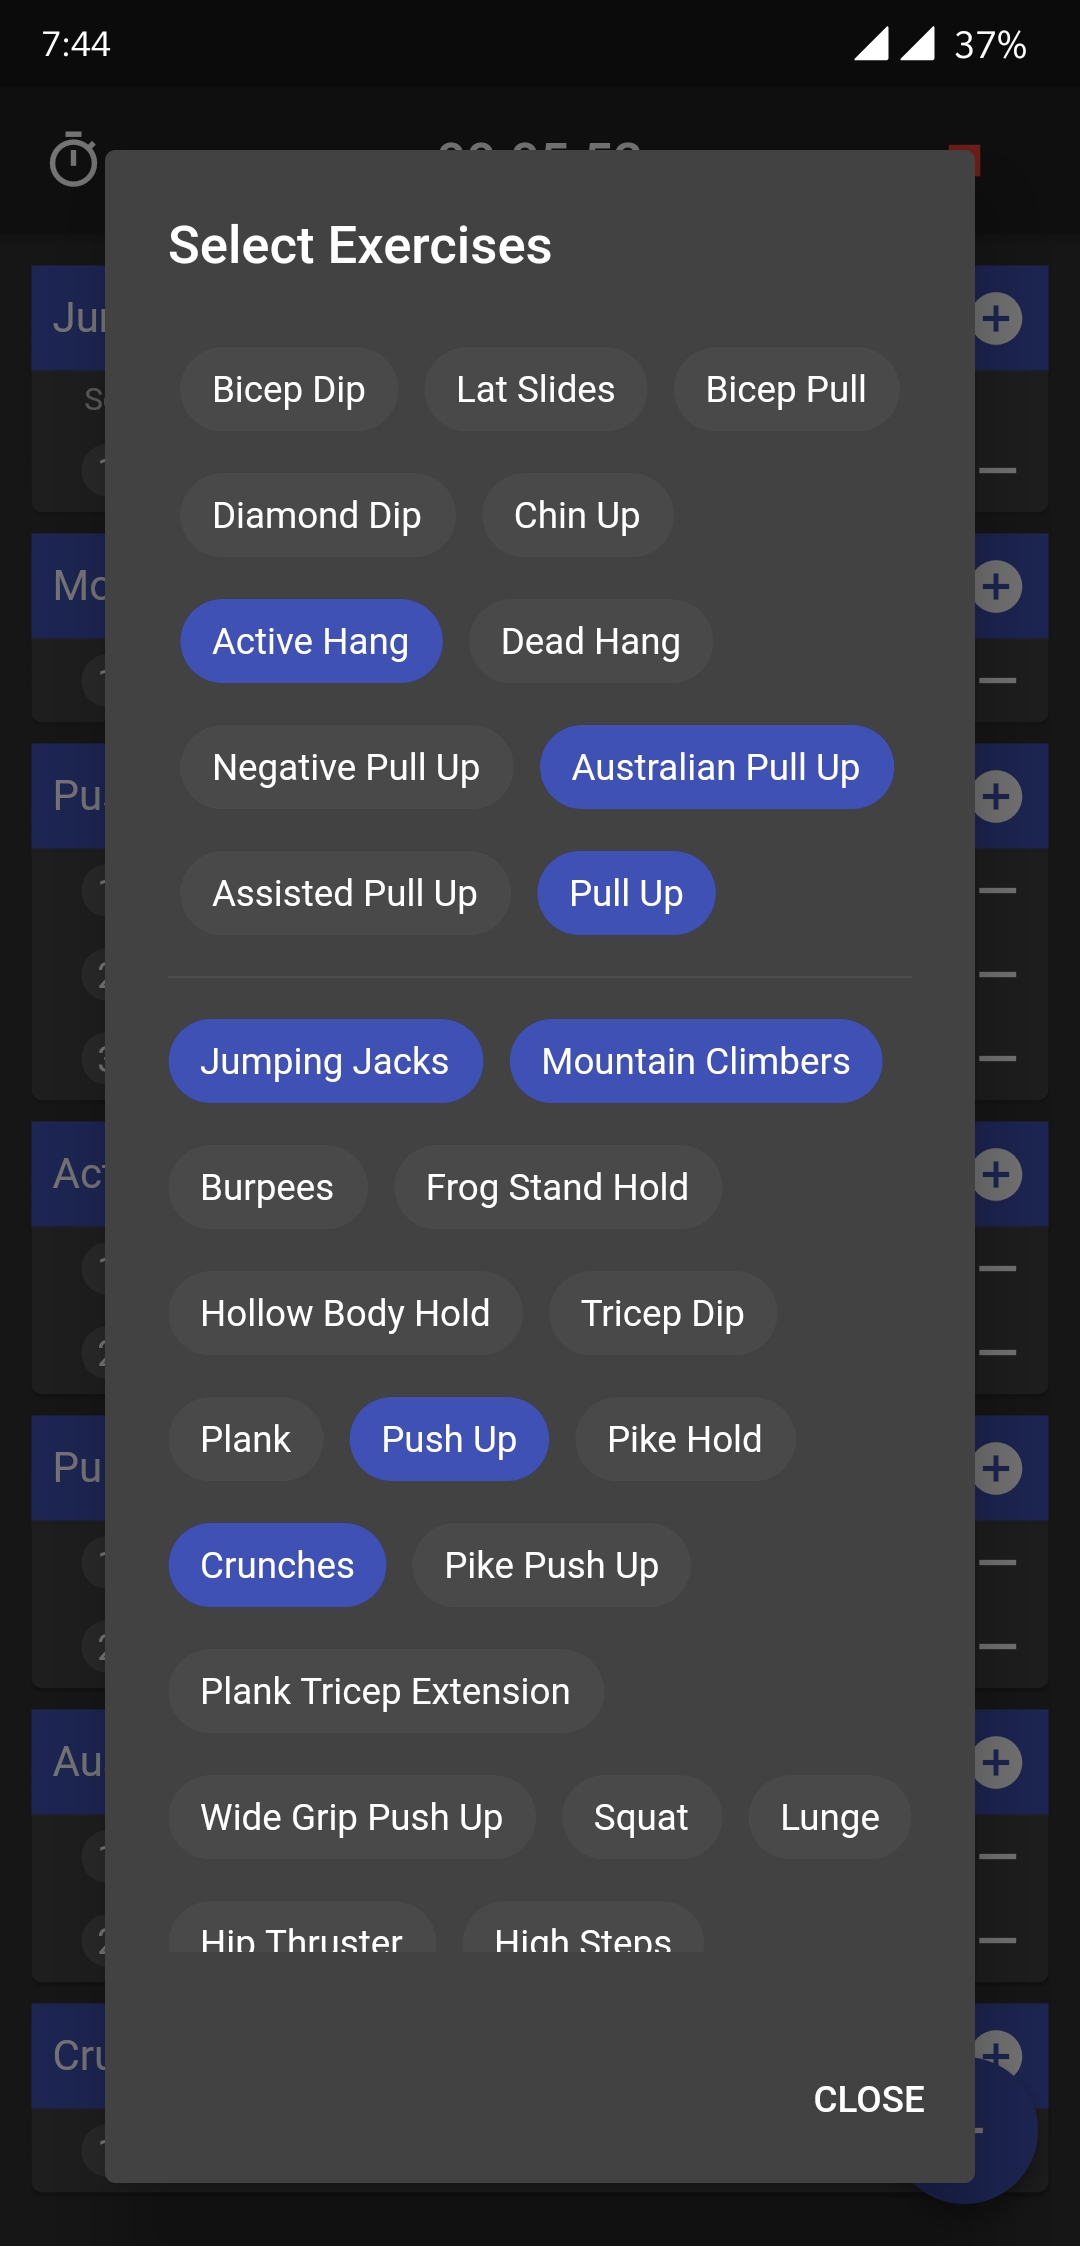 7:44
37%
Select Exercises
Bicep Dip Lat Slides Bicep Pull
Diamond Dip Chin Up
Active Hang Dead Hang
Negative Pull Up Australian Pull Up
Assisted Pull Up Pull Up
Jumping Jacks Mountain Climbers
Burpees Frog Stand Hold
Hollow Body Hold Tricep Dip
Plank Push Up Pike Hold
Crunches Pike Push Up
Plank Tricep Extension
Wide Grip Push Up Squat Lunge
Hip Thruster High Steps
CLOSE